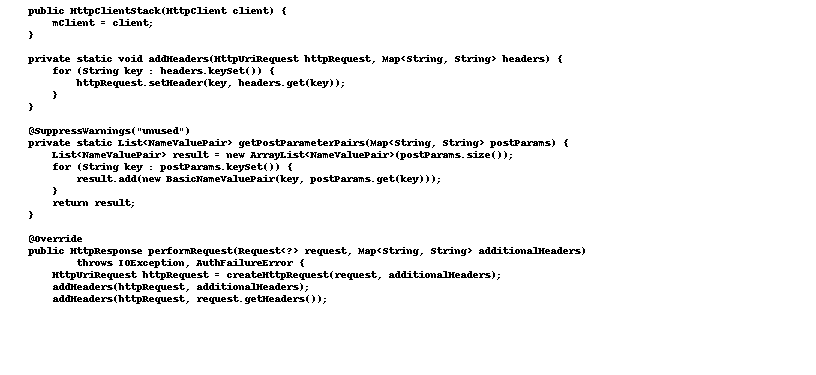 public HttpClientStack(HttpClient client) {
mClient = client;
}
private static void addHeaders(HttpUriRequest httpRequest, Map<String, String> headers) {
for (String key : headers.keySet()) {
httpRequest.setHeader(key, headers.get(key));
}
}
@SuppressWarnings("unused")
private static List<NameValuePair> getPostParameterPairs(Map<String, String> postParams) {
List<NameValuePair> result = new ArrayList<NameValuePair>(postParams.size());
for (String key : postParams.keySet()) {
result.add(new BasicNameValuePair(key, postParams.get(key)));
}
return result;
}
@Override
public HttpResponse performRequest(Request<?> request, Map<String, String> additionalHeaders)
throws IOException, AuthFailureError {
HttpUriRequest httpRequest = createHttpRequest(request, additionalHeaders);
addHeaders(httpRequest, additionalHeaders);
addHeaders(httpRequest, request.getHeaders());